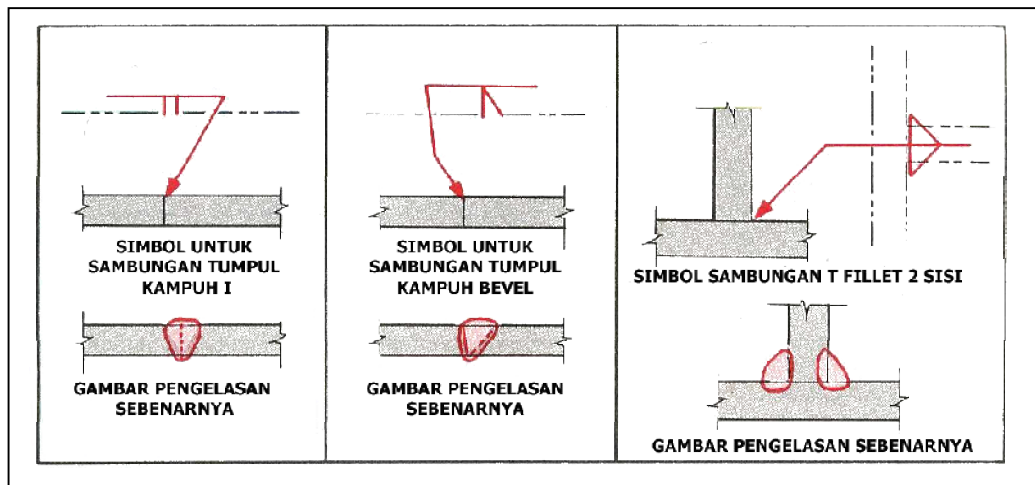 SIMBOL UNTUK
SAMBUNGAN TUMPUL
KAMPUH I
GAMBAR PENGELASAN
SEBENARNYA
SIMBOL UNTUK
SAMBUNGAN TUMPUL
KAMPUH BEVEL
GAMBAR PENGELASAN
SEBENARNYA
SIMBOL SAMBUNGAN T FILLET 2 SISI
GAMBAR PENGELASAN SEBENARNYA